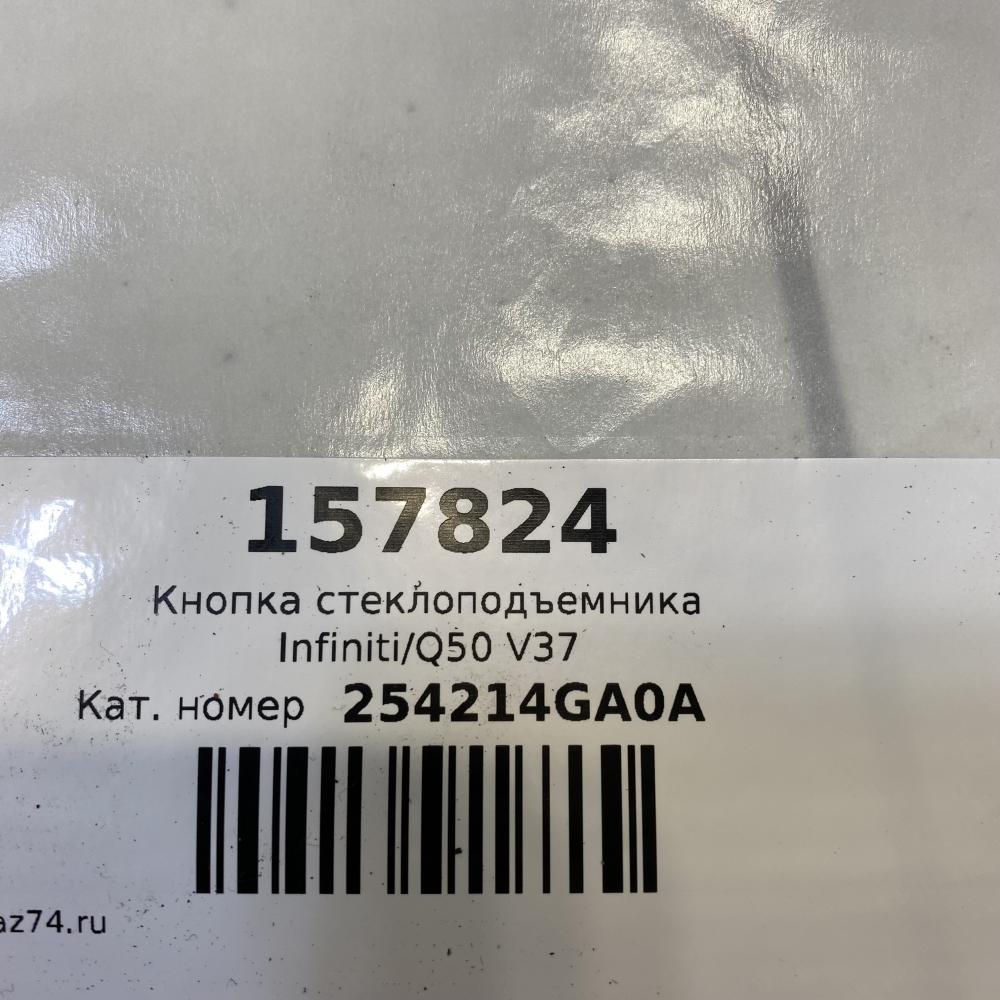 157824
Кнопка стеклоподъемника
Infiniti/Q50 V37
Кат. номер 254214GA0A
az74.ru